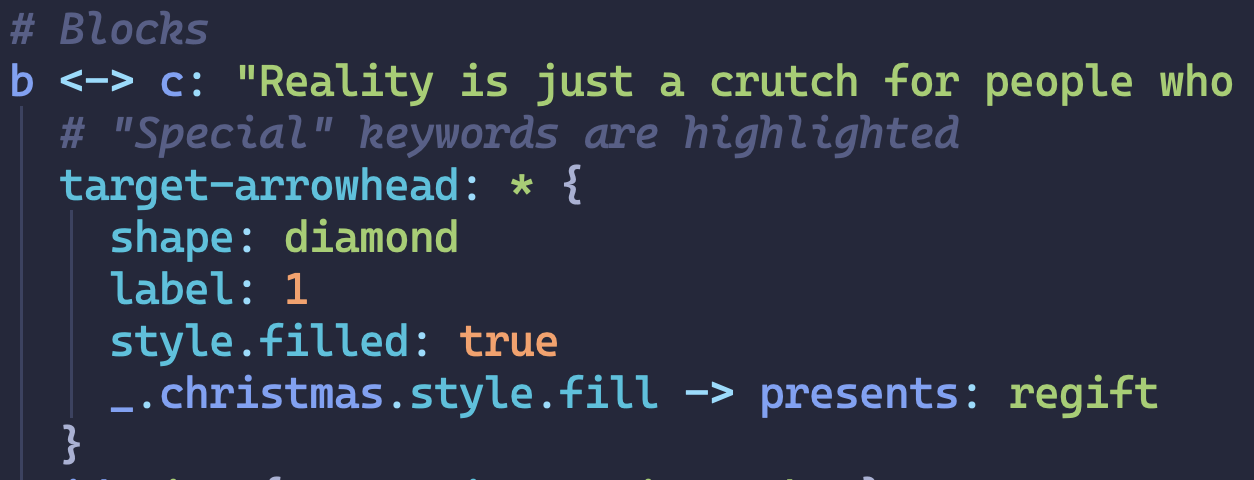 # Blocks
b <-> c: "Reality is just a crutch for people who
# "Special" keywords are highlighted
target-arrowhead: * {
shape: diamond
label: 1
style.filled: true
_.christmas.style.fill -> presents: regift
}